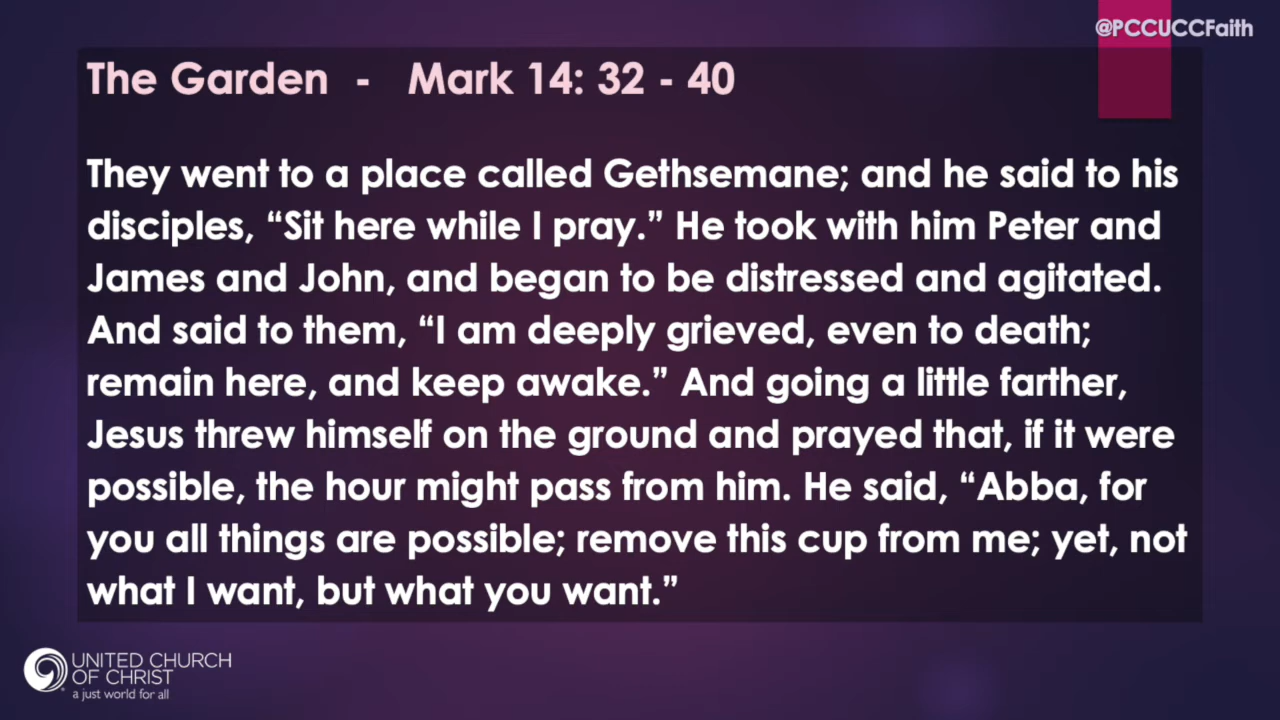 @PCCUCCFaith
The Garden - Mark 14: 32 - 40
They went to a place called Gethsemane; and he said to his
disciples, “Sit here while I pray.” He took with him Peter and
James and John, and began to be distressed and agitated.
And said to them, “I am deeply grieved, even to death;
remain here, and keep awake.” And going a little farther,
Jesus threw himself on the ground and prayed that, if it were
possible, the hour might pass from him. He said, “Abba, for
you all things are possible; remove this cup from me; yet, not
what I want, but what you want.”
UNITED CHURCH
OF CHRIST
a just world for all